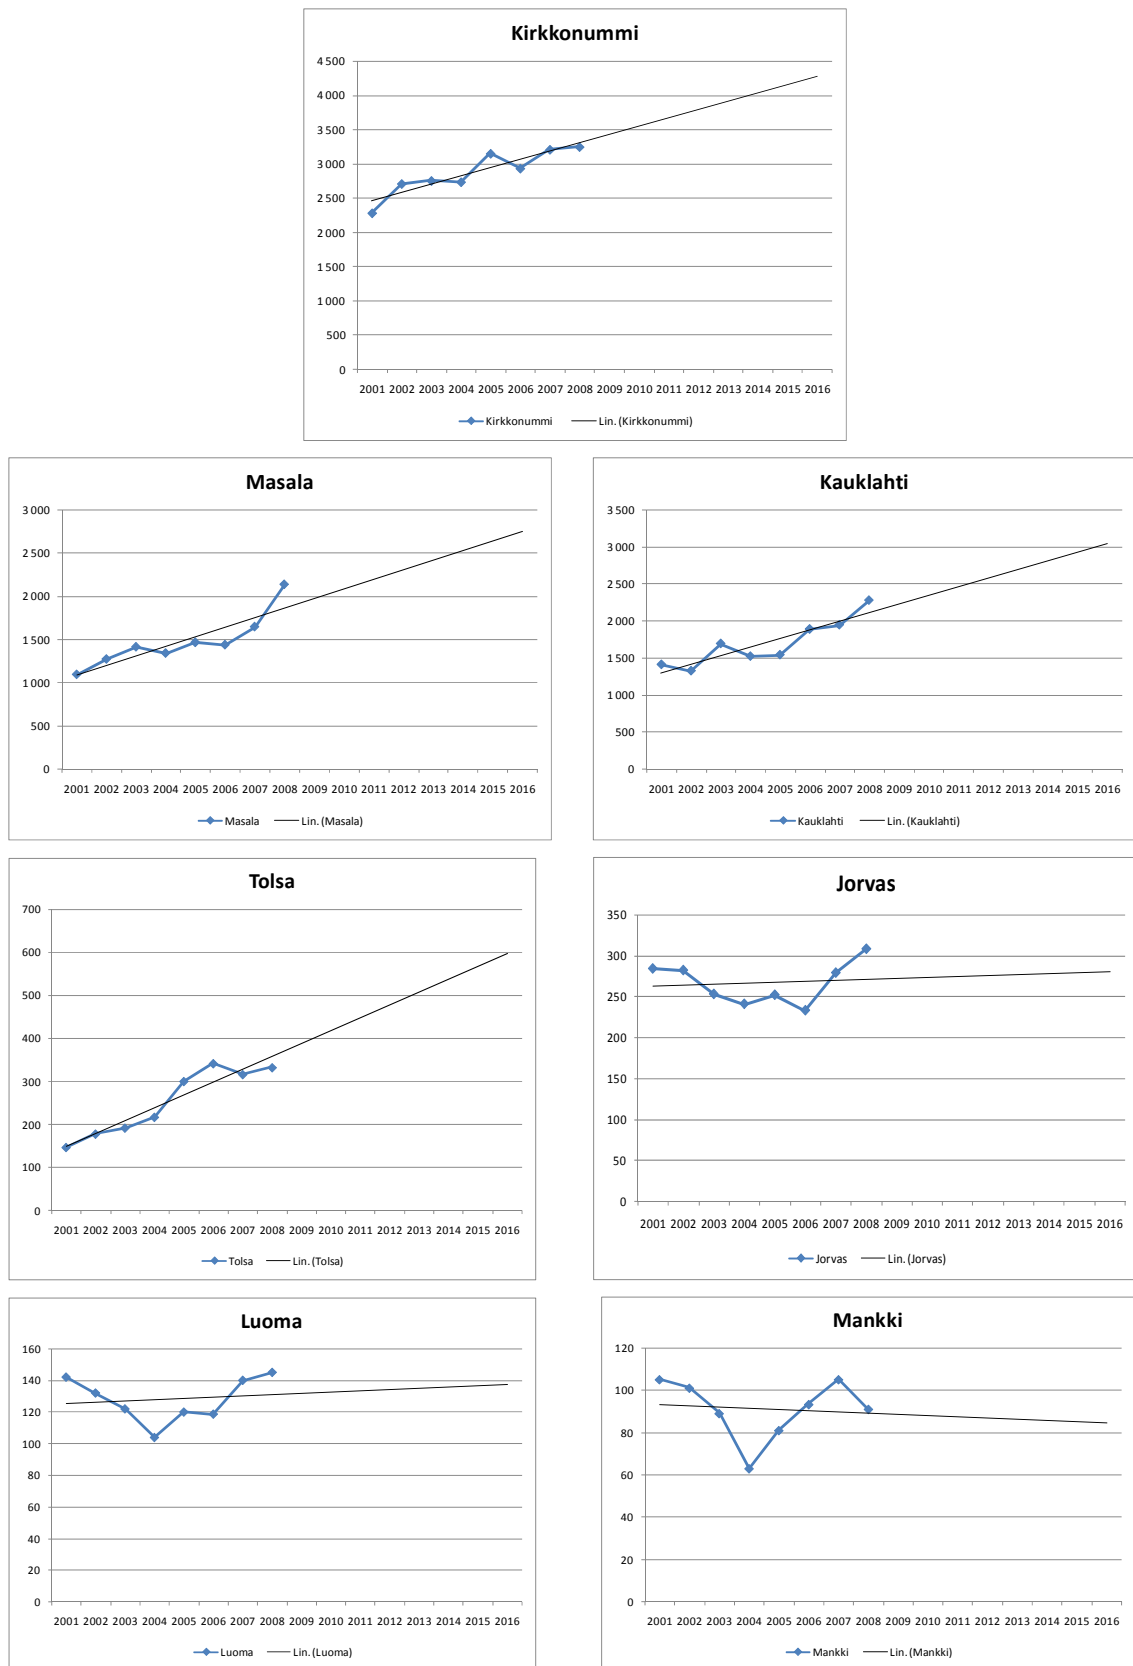 Kirkkonummi
4 500
4 000
3 500
3 000
2 500
2 000
1 500
1 000
500
0
2001 2002 2003 2004 2005 2006 2007 2008 2009 2010 2011 2012 2013 2014 2015 2016
Kirkkonummi Lin. (Kirkkonummi)
Masala
3 000
2 500
2 000
1 500
1 000
500
0
2001 2002 2003 2004 2005 2006 2007 2008 2009 2010 2011 2012 2013 2014 2015 2016
Masala Lin. (Masala)
Kauklahti
3 500
3 000
2 500
2 000
1 500
1 000
500
0
2001 2002 2003 2004 2005 2006 2007 2008 2009 2010 2011 2012 2013 2014 2015 2016
Kauklahti Lin. (Kauklahti)
Tolsa
700
600
500
400
300
200
100
0
2001 2002 2003 2004 2005 2006 2007 2008 2009 2010 2011 2012 2013 2014 2015 2016
Tolsa Lin. (Tolsa)
Jorvas
350
300
250
200
150
100
50
0
2001 2002 2003 2004 2005 2006 2007 2008 2009 2010 2011 2012 2013 2014 2015 2016
Jorvas Lin. (Jorvas)
Luoma
160
140
120
100
80
60
40
20
0
2001 2002 2003 2004 2005 2006 2007 2008 2009 2010 2011 2012 2013 2014 2015 2016
Luoma Lin. (Luoma)
Mankki
120
100
80
60
40
20
0
2001 2002 2003 2004 2005 2006 2007 2008 2009 2010 2011 2012 2013 2014 2015 2016
Mankki Lin. (Mankki)